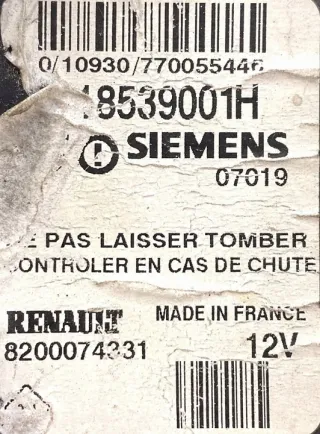 0/10930/770055446
18539001H
SIEMENS
07019
PAS LAISSER TOMBER
CONTROLER EN CAS DE CHUTE
RENAULT MADE IN FRANCE
8200074331 12V